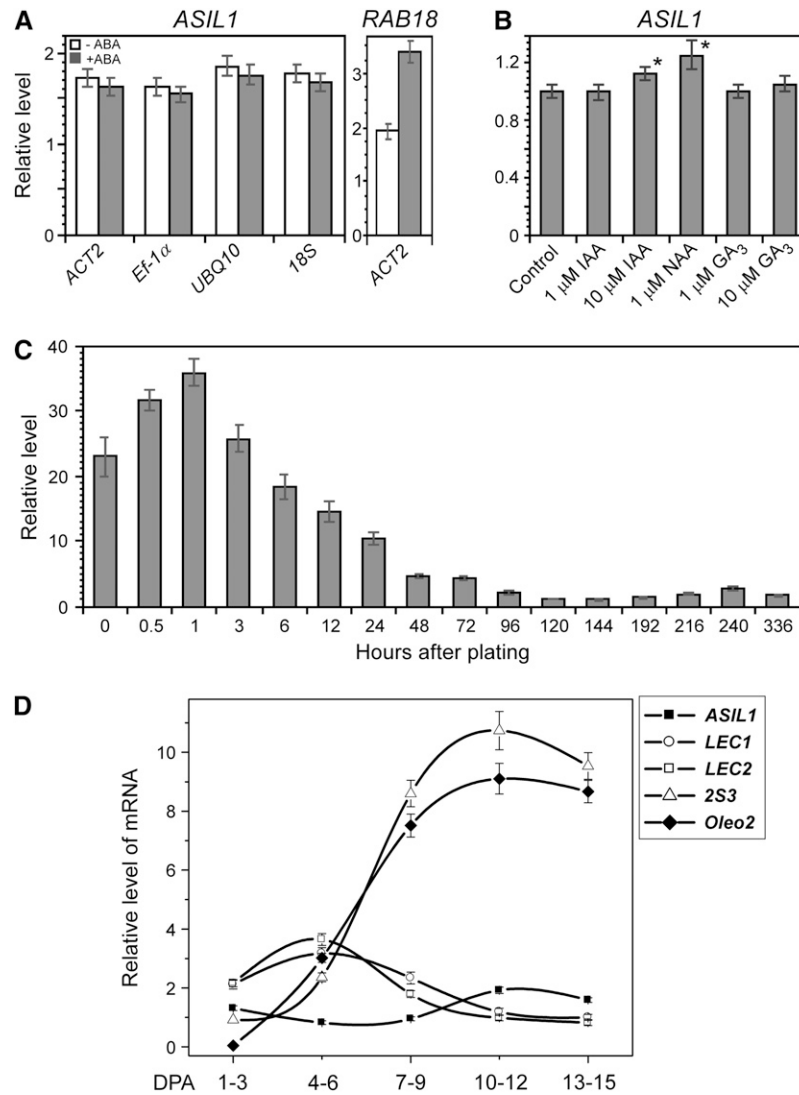 A
ASIL1
RAB18
- ABA
+ABA
Relative level
2
1
0
3
2
1
0
ACT2
Ef-1α
UBQ10
18S
ACT2
B
ASIL1
1.2
0.8
0.4
0
*
*
Control
1 μM IAA
10 μM IAA
1 μM NAA
1 μM GA3
10 μM GA3
C
Relative level
40
30
20
10
0
0 0.5 1 3 6 12 24 48 72 96 120 144 192 216 240 336
Hours after plating
D
Relative level of mRNA
10
8
6
4
2
0
ASIL1
LEC1
LEC2
2S3
Oleo2
DPA 1-3 4-6 7-9 10-12 13-15